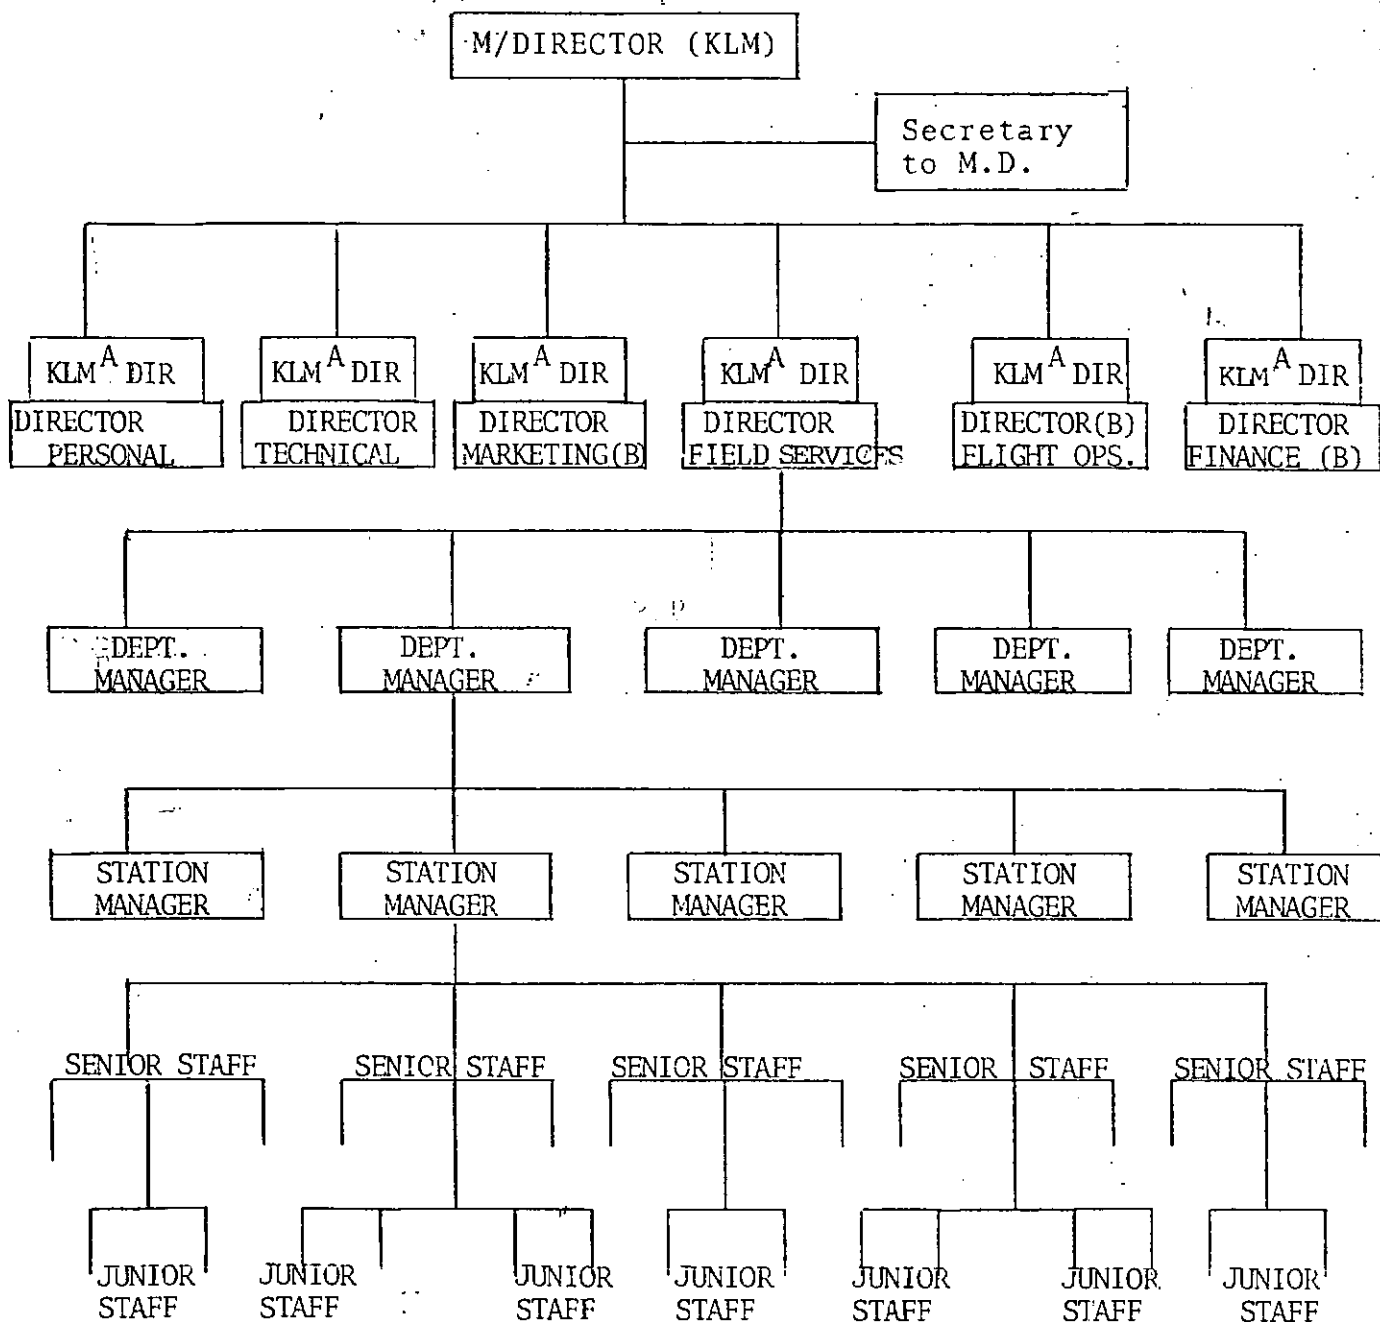 M/DIRECTOR (KLM)
Secretary
to M.D.
KLM A DIR
DIRECTOR
PERSONAL
KLM A DIR
DIRECTOR
TECHNICAL
KLM A DIR
DIRECTOR
MARKETING(B)
KLM A DIR
DIRECTOR
FIELD SERVICES
KLM A DIR
DIRECTOR(B)
FLIGHT OPS.
KLM A DIR
DIRECTOR
FINANCE (B)
DEPT.
MANAGER
DEPT.
MANAGER
DEPT.
MANAGER
DEPT.
MANAGER
DEPT.
MANAGER
STATION
MANAGER
STATION
MANAGER
STATION
MANAGER
STATION
MANAGER
STATION
MANAGER
SENIOR STAFF
SENIOR STAFF
SENIOR STAFF
SENIOR STAFF
SENIOR STAFF
JUNIOR
STAFF
JUNIOR
STAFF
JUNIOR
STAFF
JUNIOR
STAFF
JUNIOR
STAFF
JUNIOR
STAFF
JUNIOR
STAFF